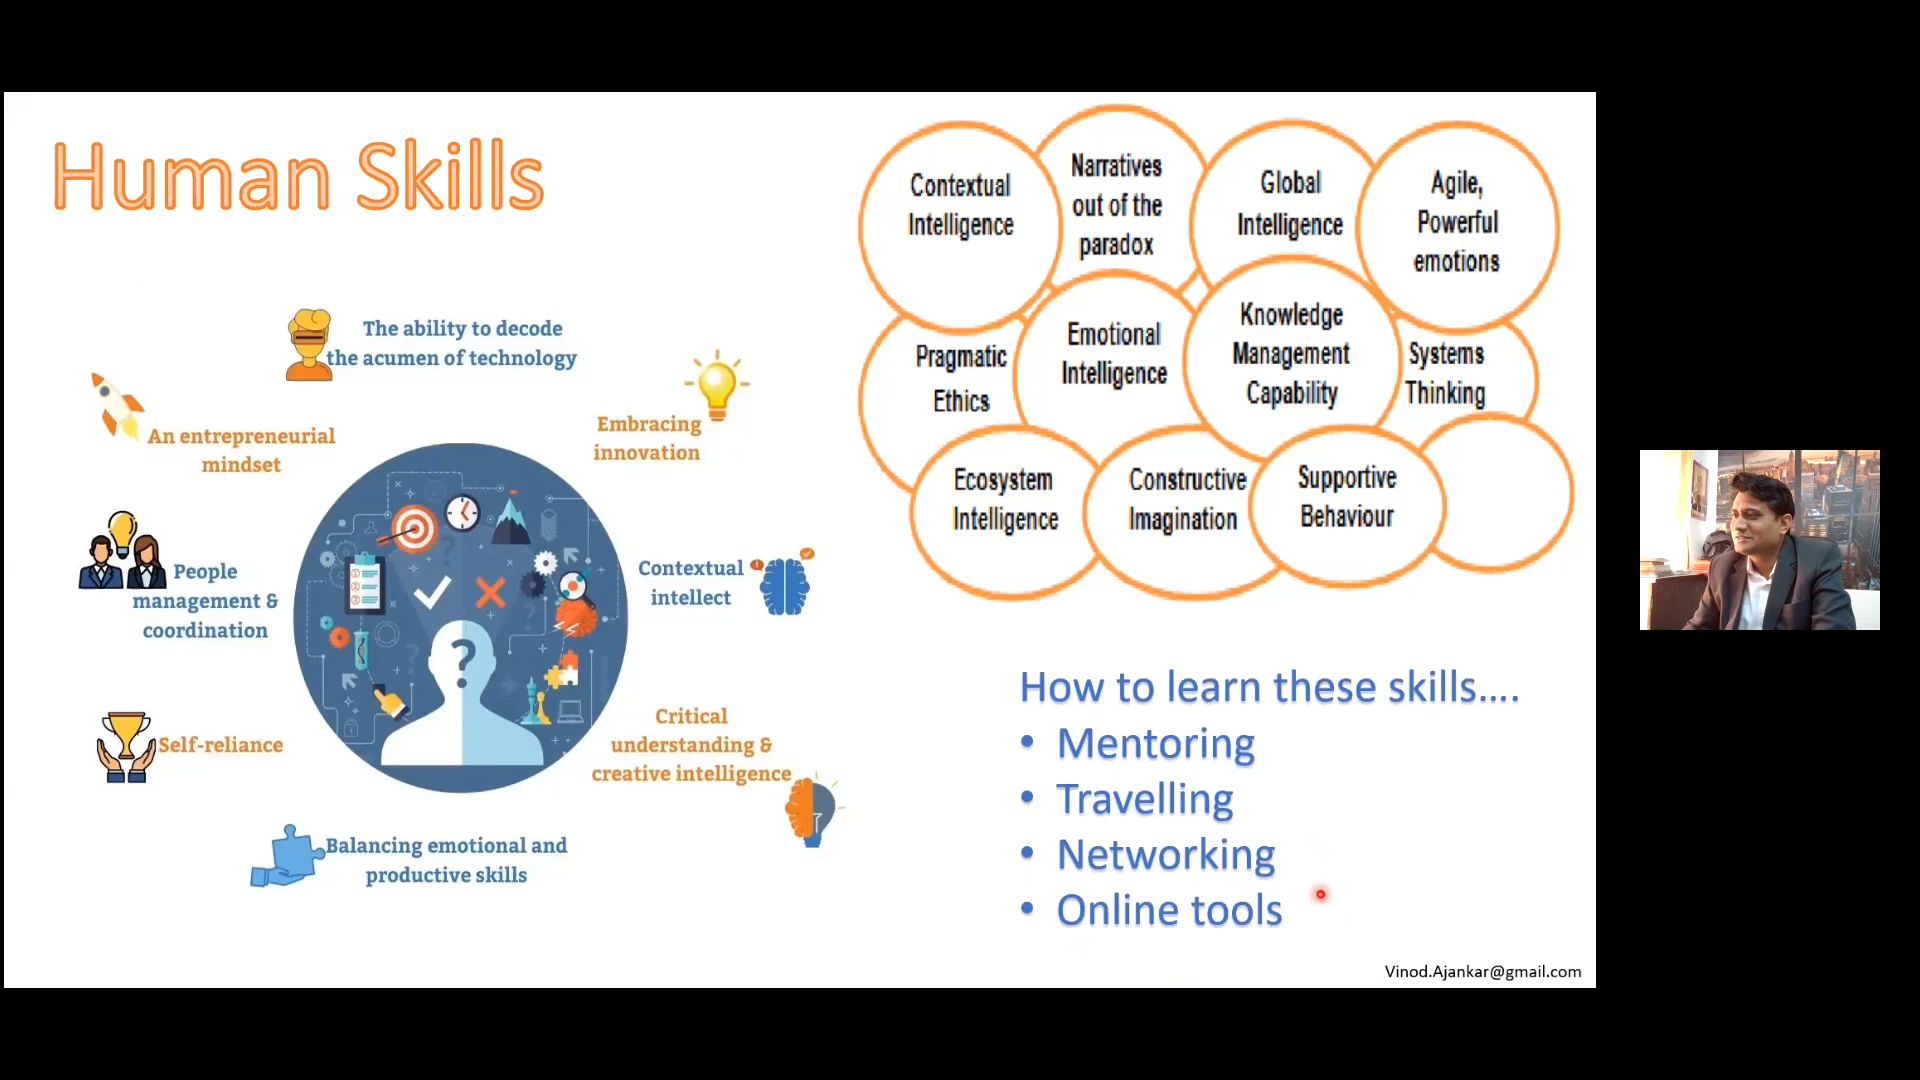 Human Skills
The ability to decode
the acumen of technology
An entrepreneurial
mindset
Embracing
innovation
People
management &
coordination
Contextual
intellect
Self-reliance
Critical
understanding &
creative intelligence
Balancing emotional and
productive skills
Contextual
Intelligence
Narratives
out of the
paradox
Global
Intelligence
Agile,
Powerful
emotions
Pragmatic
Ethics
Emotional
Intelligence
Knowledge
Management
Capability
Systems
Thinking
Ecosystem
Intelligence
Constructive
Imagination
Supportive
Behaviour
How to learn these skills....
• Mentoring
• Travelling
• Networking
• Online tools
Vinod.Ajankar@gmail.com